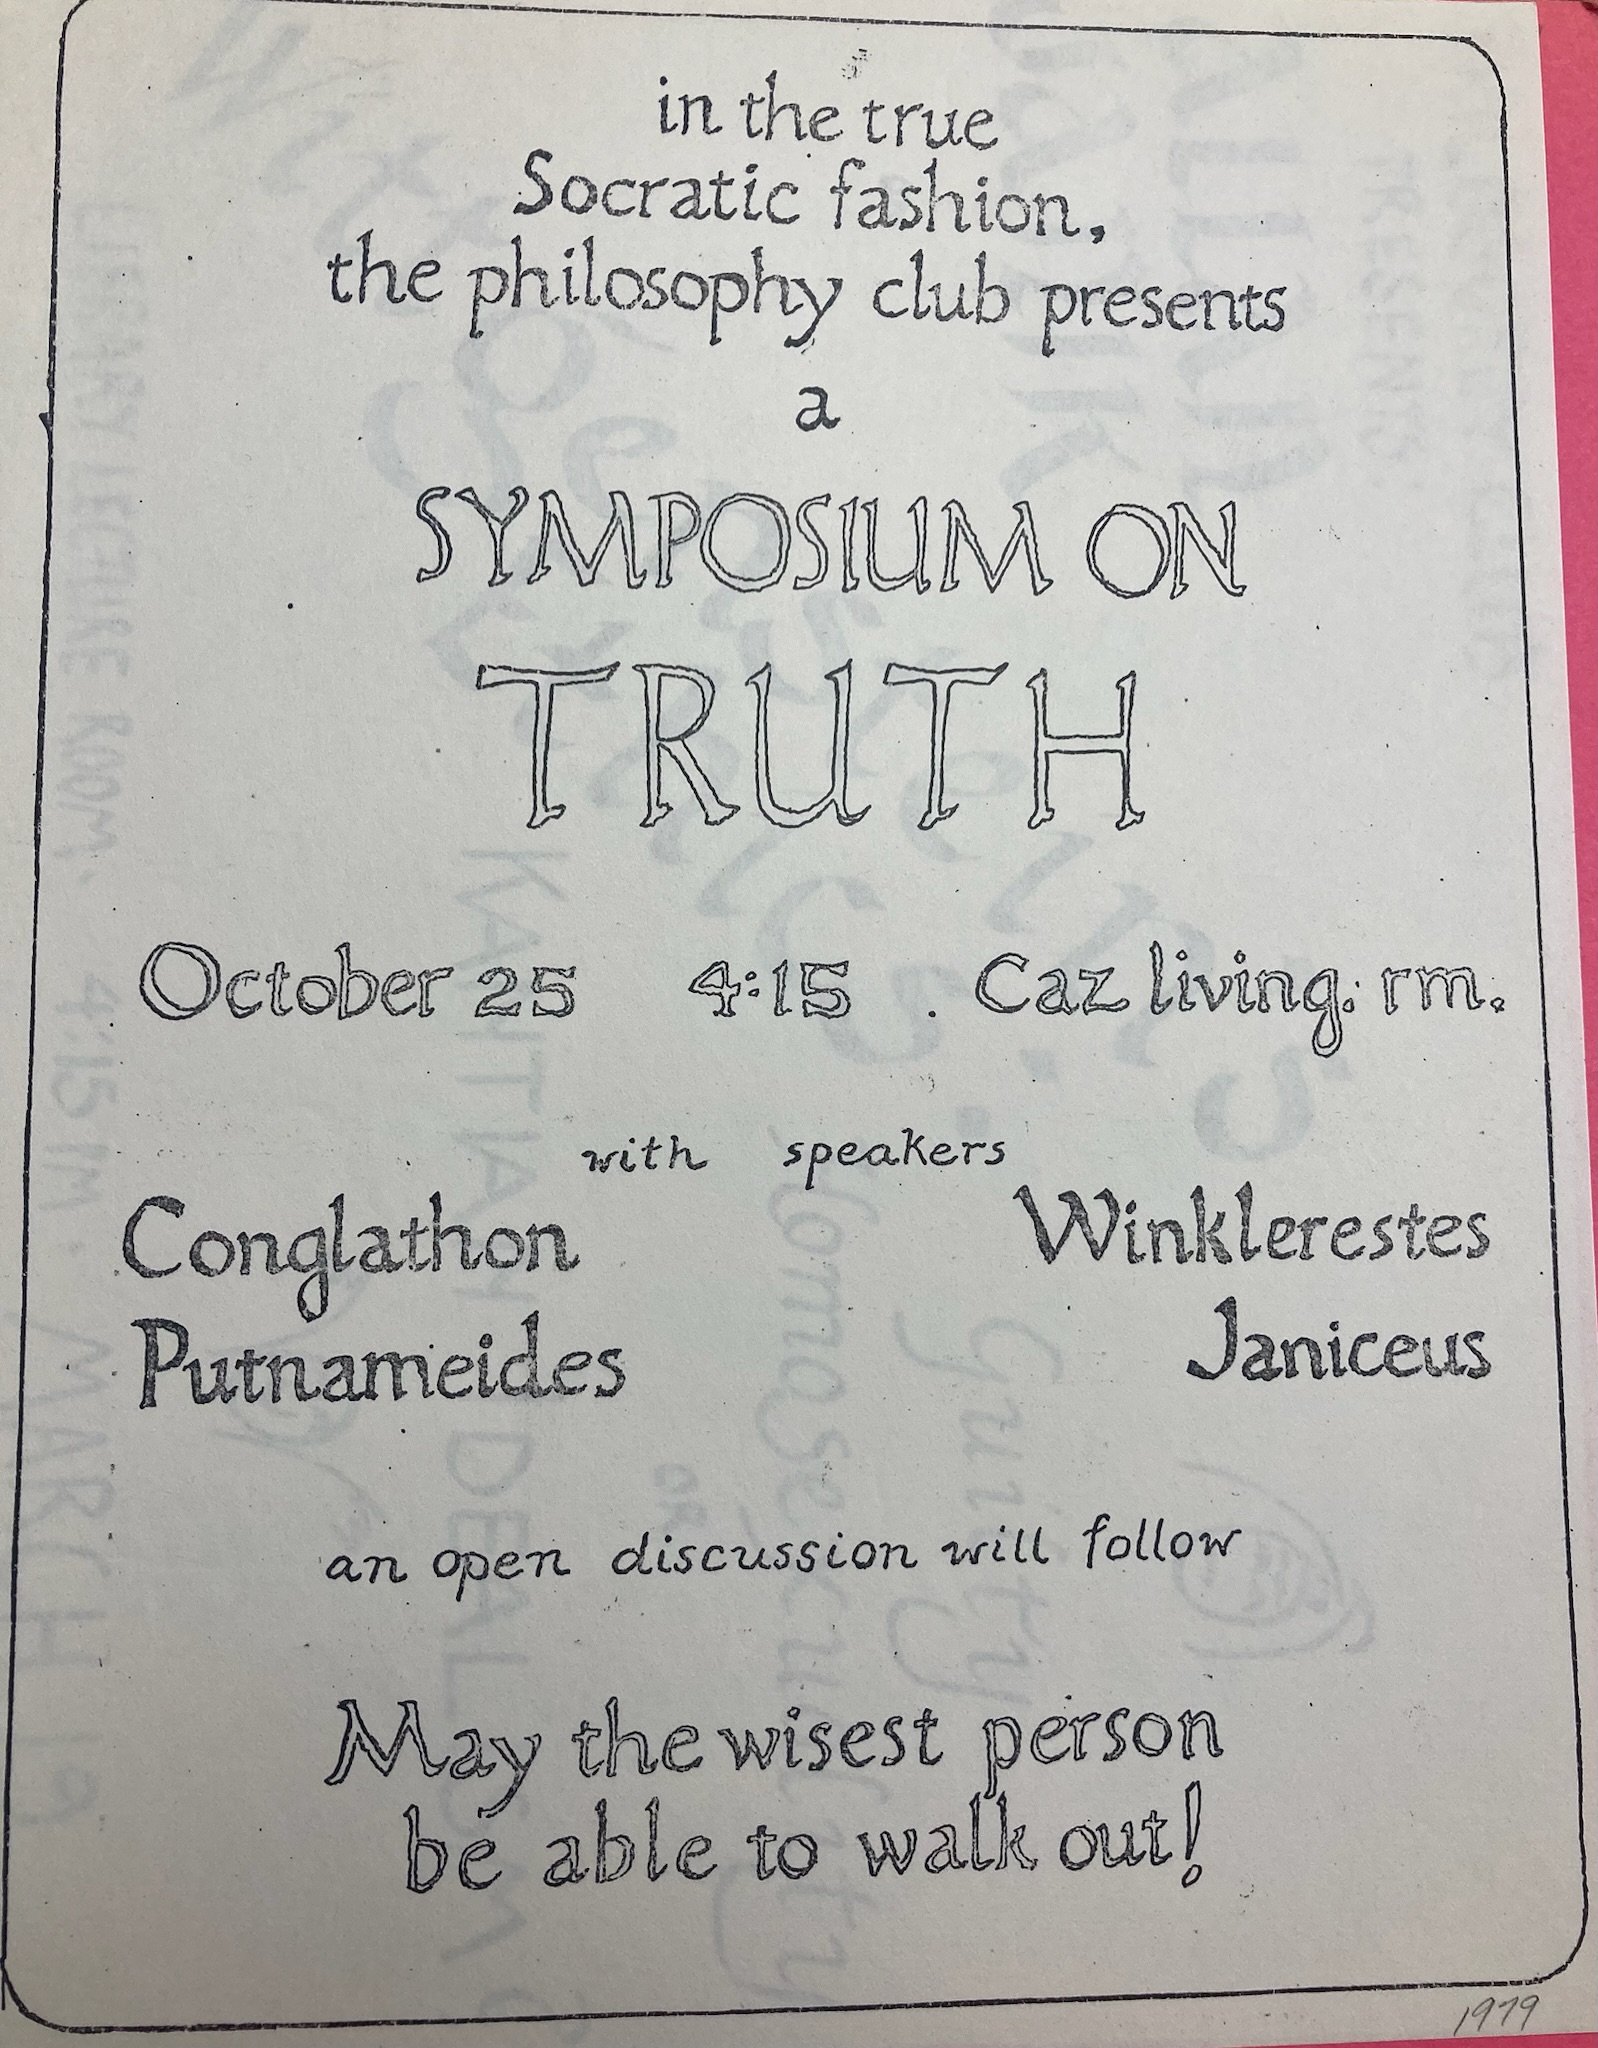 in the true
Socratic fashion,
the philosophy club presents
a
SYMPOSIUM ON
TRUTH
October 25 4:15 . Caz living. rm.
with speakers
Conglathon Winklerestes
Putnameides Janiceus
an open discussion will follow
May the wisest person
be able to walk out!
1979